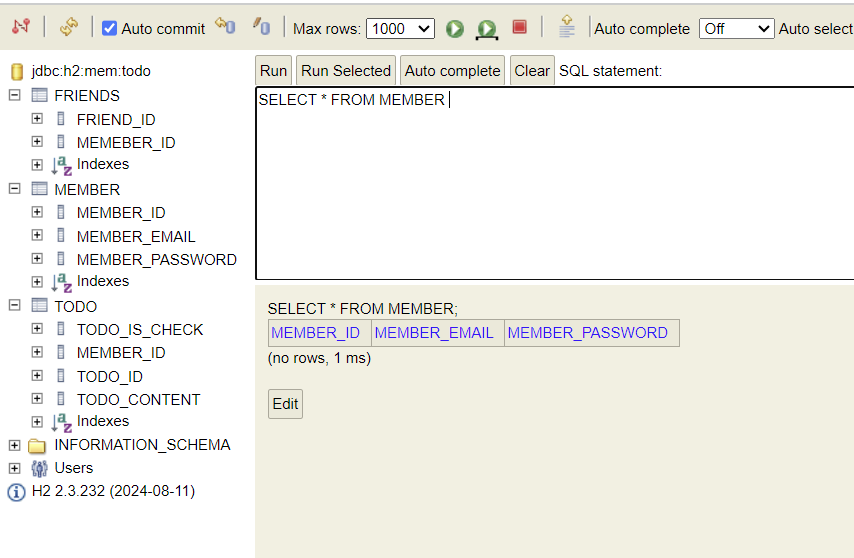 Auto commit Max rows: 1000 Auto complete Off Auto select
jdbc:h2:mem:todo
FRIENDS
FRIEND_ID
MEMEBER_ID
Indexes
MEMBER
MEMBER_ID
MEMBER_EMAIL
MEMBER_PASSWORD
Indexes
TODO
TODO_IS_CHECK
MEMBER_ID
TODO_ID
TODO_CONTENT
Indexes
INFORMATION_SCHEMA
Users
H2 2.3.232 (2024-08-11)
Run Run Selected Auto complete Clear SQL statement:
SELECT * FROM MEMBER
SELECT * FROM MEMBER;
MEMBER_ID MEMBER_EMAIL MEMBER_PASSWORD
(no rows, 1 ms)
Edit